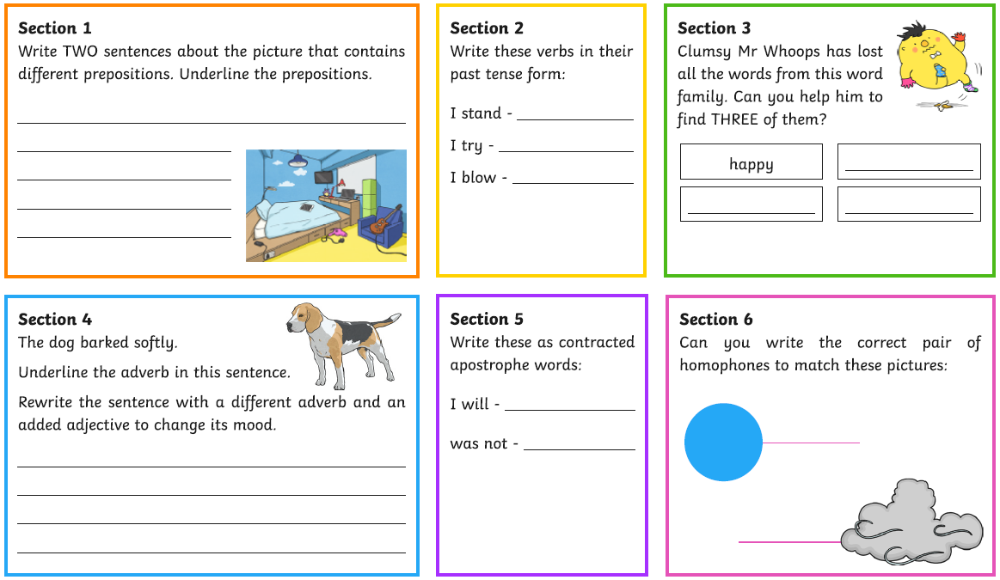 Section 1
Write TWO sentences about the picture that contains
different prepositions. Underline the prepositions.
Section 2
Write these verbs in their
past tense form:
I stand -
I try -
I blow -
Section 3
Clumsy Mr Whoops has lost
all the words from this word
family. Can you help him to
find THREE of them?
happy
Section 4
The dog barked softly.
Underline the adverb in this sentence.
Rewrite the sentence with a different adverb and an
added adjective to change its mood.
Section 5
Write these as contracted
apostrophe words:
I will -
was not -
Section 6
Can you write the correct pair of
homophones to match these pictures: